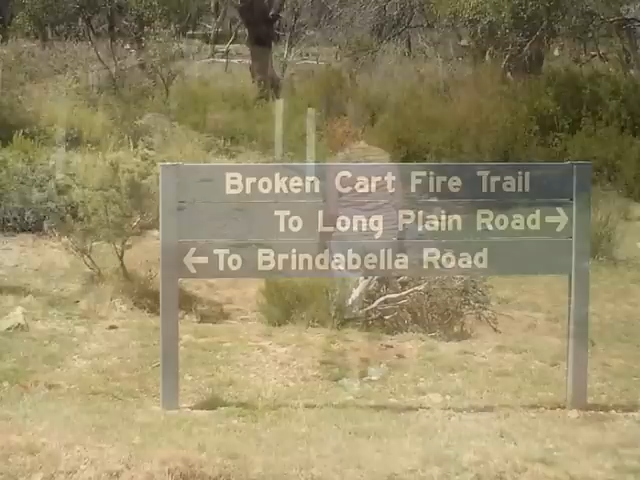 Broken Cart Fire Trail
To Long Plain Road →
← To Brindabella Road